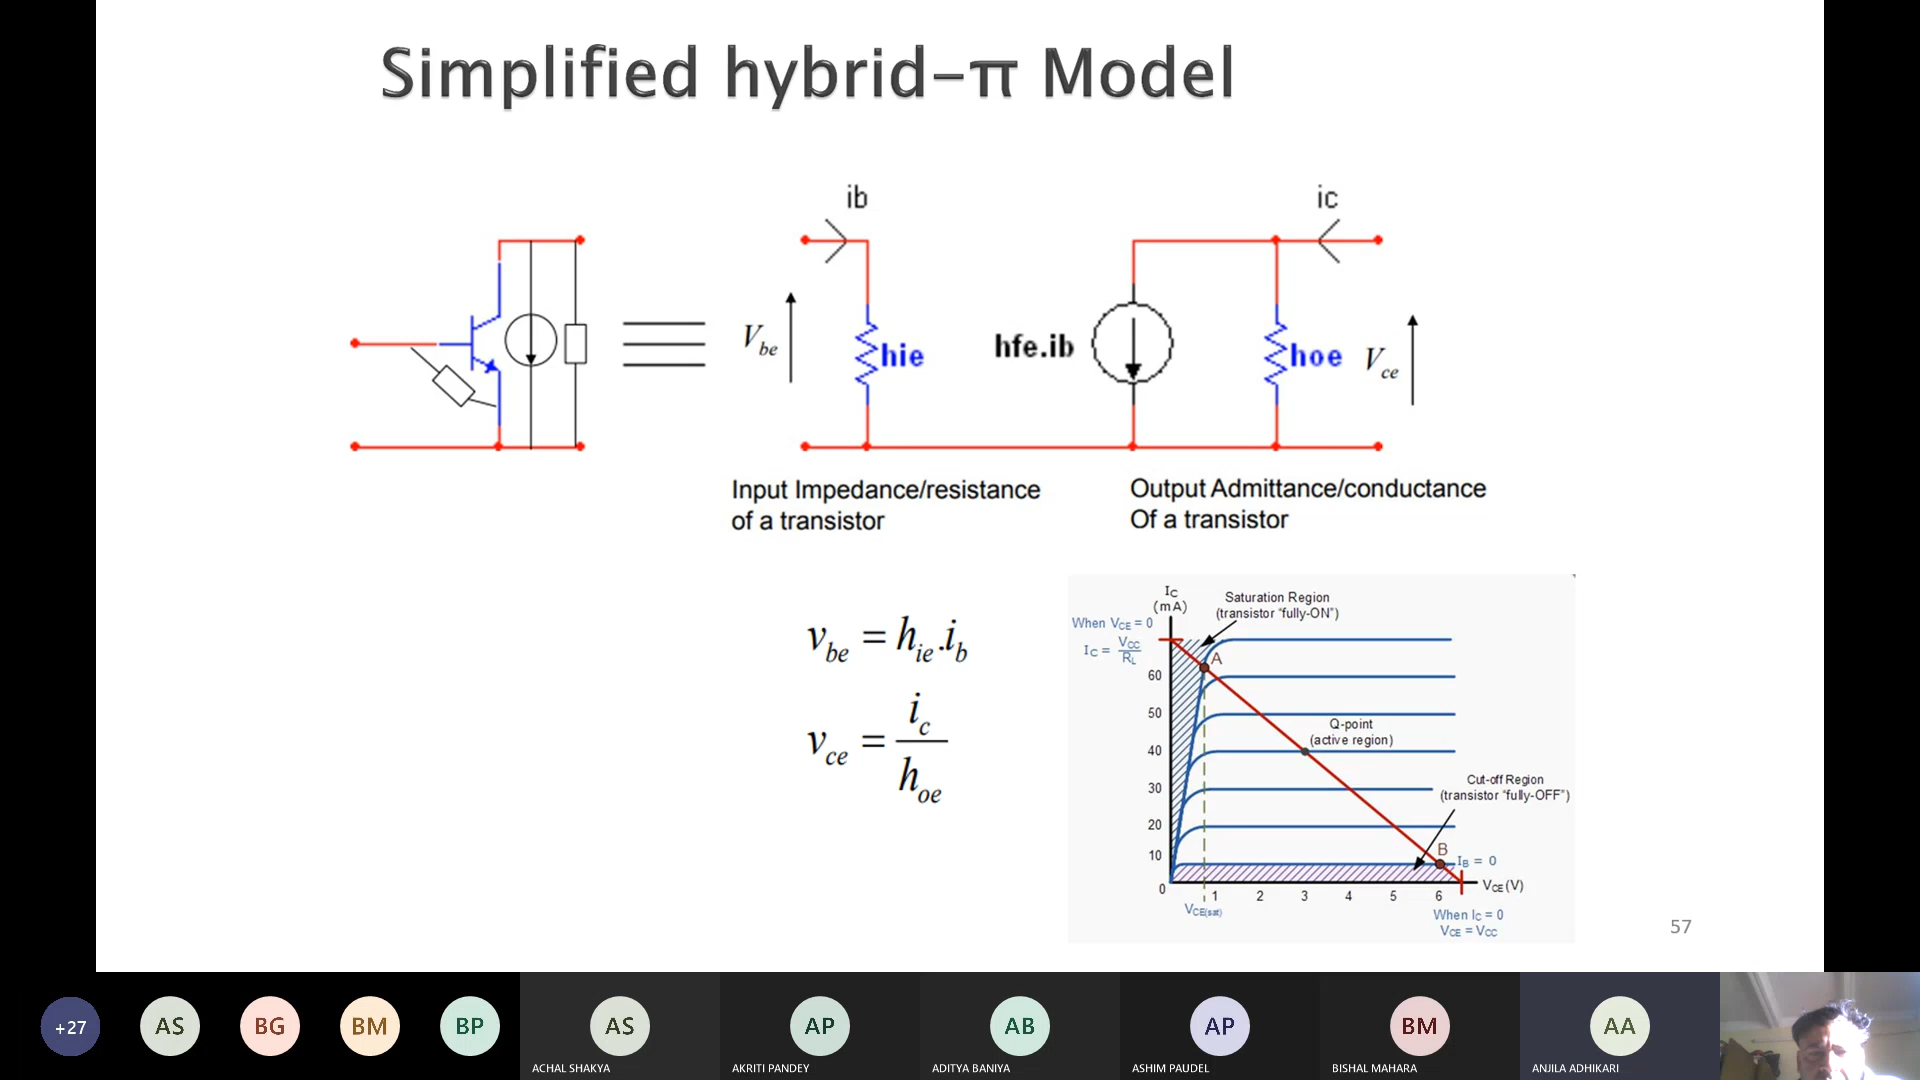 Simplified hybrid-π Model
ib
ic
Vbe
hie
hfe.ib
hoe
Vce
Input Impedance/resistance
of a transistor
Output Admittance/conductance
Of a transistor
vbe = hie.ib
vce = ic / hoe
IC
(mA)
Saturation Region
(transistor "fully-ON")
When VCE = 0
IC = VCC / RL
A
60
50
Q-point
(active region)
40
Cut-off Region
(transistor "fully-OFF")
30
20
10
B
IB = 0
0
1 2 3 4 5 6
VCE (V)
VCE(sat)
When IC = 0
VCE = VCC
57
+27
AS
BG
BM
BP
AS
AP
AB
AP
BM
AA
ACHAL SHAKYA
AKRITI PANDEY
ADITYA BANIYA
ASHIM PAUDEL
BISHAL MAHARA
ANJILA ADHIKARI